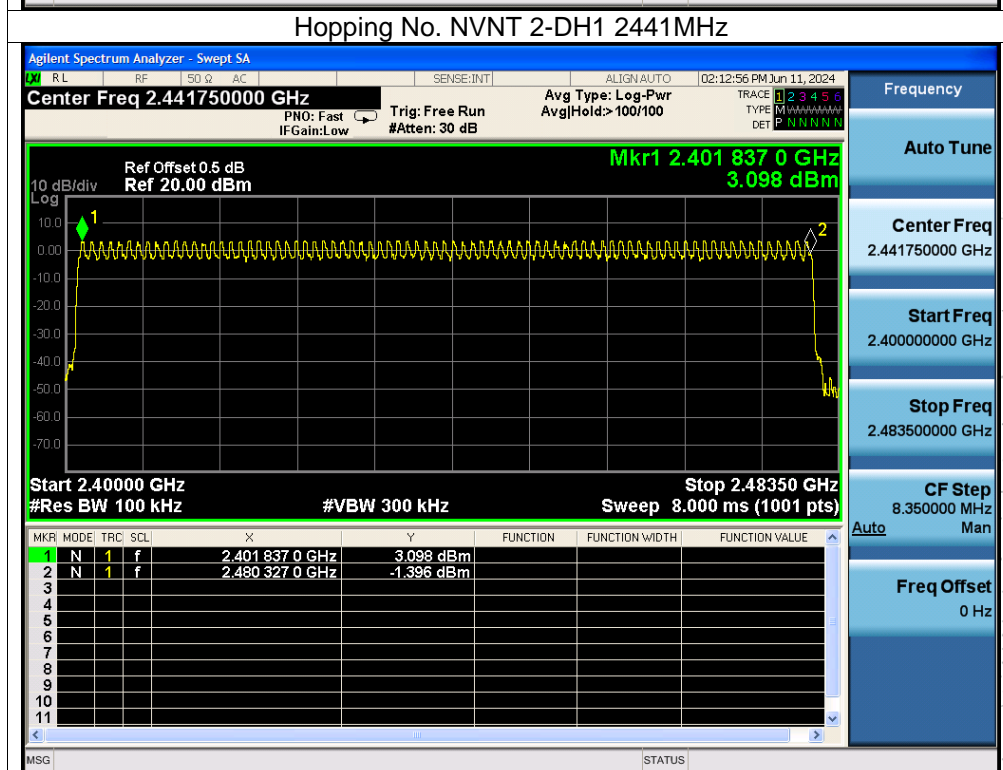 Hopping No. NVNT 2-DH1 2441MHz
Agilent Spectrum Analyzer - Swept SA
LXI RL RF 50 Ω AC SENSE:INT ALIGN AUTO 02:12:56 PM Jun 11, 2024
Center Freq 2.441750000 GHz
PNO: Fast
IFGain:Low
Trig: Free Run
#Atten: 30 dB
Avg Type: Log-Pwr
Avg|Hold:>100/100
TRACE 1 2 3 4 5 6
TYPE M W W W W W
DET P N N N N N
Frequency
Auto Tune
Center Freq
2.441750000 GHz
Start Freq
2.400000000 GHz
Stop Freq
2.483500000 GHz
CF Step
8.350000 MHz
Auto Man
Freq Offset
0 Hz
Ref Offset 0.5 dB
10 dB/div Ref 20.00 dBm
Log
Mkr1 2.401 837 0 GHz
3.098 dBm
10.0
0.00
-10.0
-20.0
-30.0
-40.0
-50.0
-60.0
-70.0
1
2
Start 2.40000 GHz Stop 2.48350 GHz
#Res BW 100 kHz #VBW 300 kHz Sweep 8.000 ms (1001 pts)
MKR MODE TRC SCL X Y FUNCTION FUNCTION WIDTH FUNCTION VALUE
1 N 1 f 2.401 837 0 GHz 3.098 dBm
2 N 1 f 2.480 327 0 GHz -1.396 dBm
3
4
5
6
7
8
9
10
11
MSG STATUS